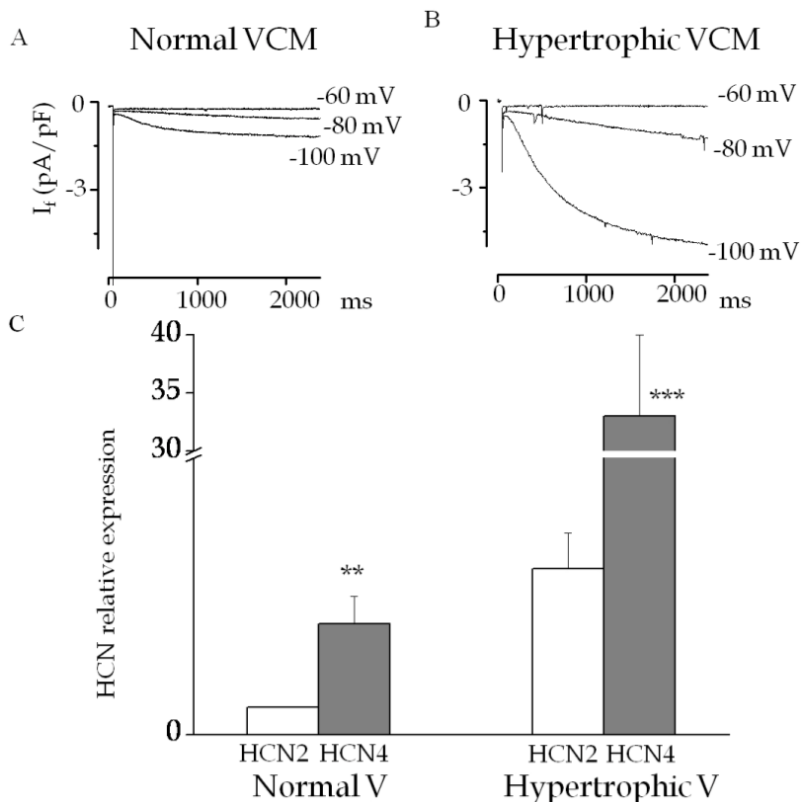 A
Normal VCM
B
Hypertrophic VCM
0
-3
I_f (pA/pF)
-60 mV
-80 mV
-100 mV
0 1000 2000 ms
0
-3
-60 mV
-80 mV
-100 mV
0 1000 2000 ms
C
HCN relative expression
40
35
30
0
**
***
HCN2 HCN4
Normal V
HCN2 HCN4
Hypertrophic V